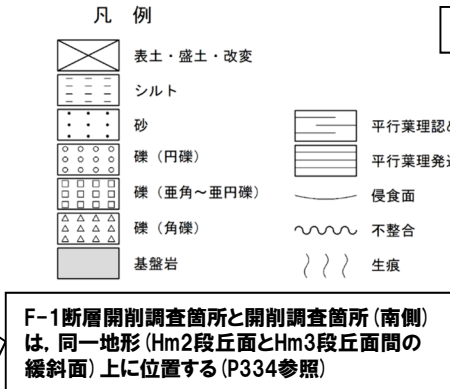 凡 例
表土・盛土・改変
シルト
砂
礫（円礫）
礫（亜角～亜円礫）
礫（角礫）
基盤岩
平行葉理認め
平行葉理発達
侵食面
不整合
生痕
F-1断層開削調査箇所と開削調査箇所（南側）
は，同一地形（Hm2段丘面とHm3段丘面間の
緩斜面）上に位置する（P334参照）